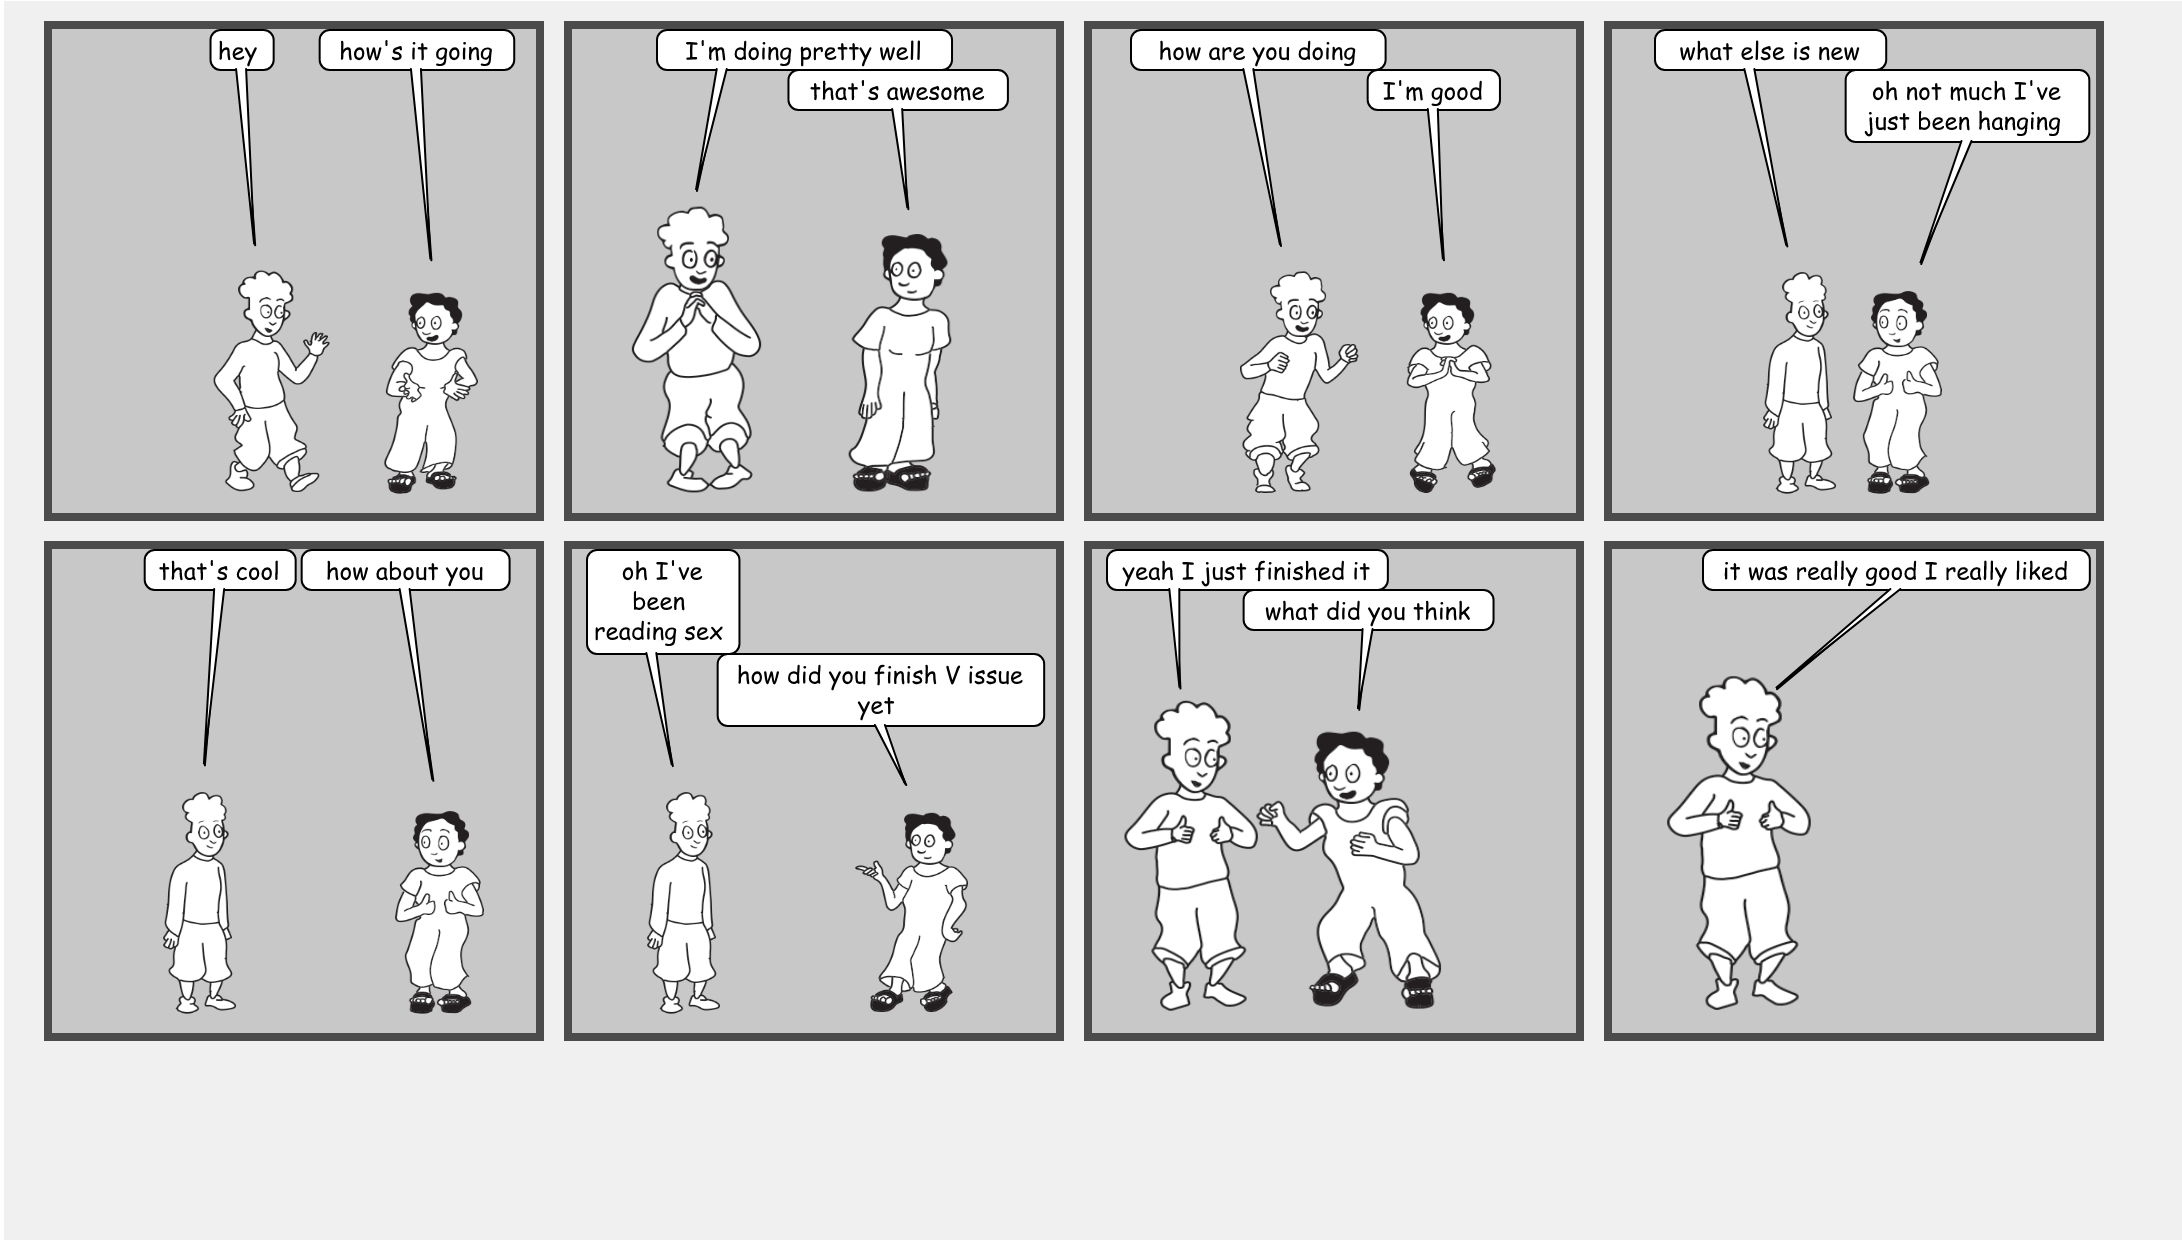 hey
how's it going
I'm doing pretty well
that's awesome
how are you doing
I'm good
what else is new
oh not much I've
just been hanging
that's cool
how about you
oh I've
been
reading sex
how did you finish V issue
yet
yeah I just finished it
what did you think
it was really good I really liked